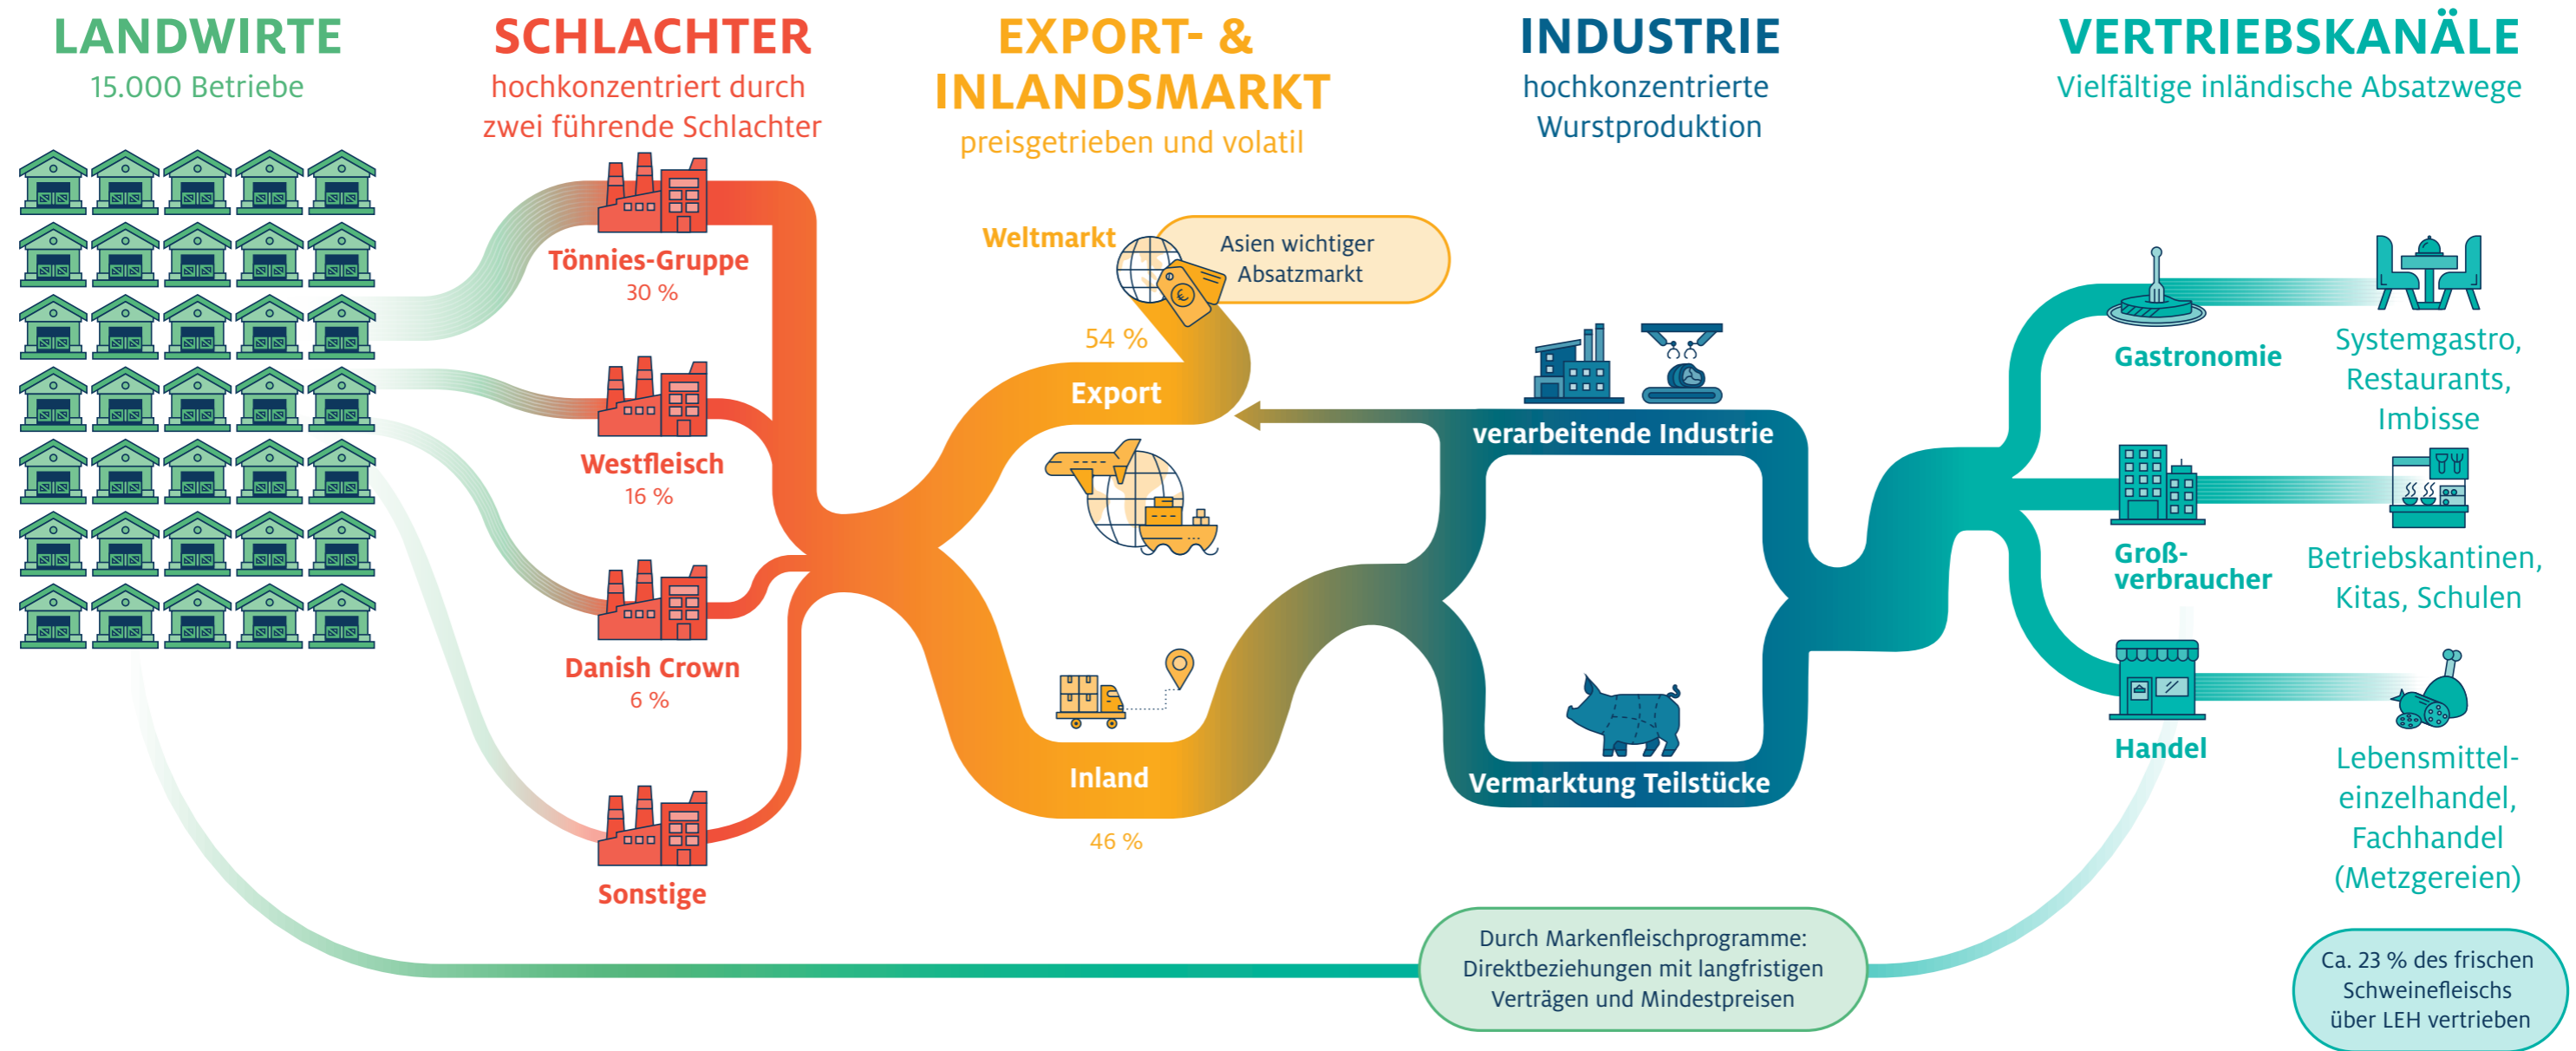 LANDWIRTE
15.000 Betriebe
SCHLACHTER
hochkonzentriert durch
zwei führende Schlachter
Tönnies-Gruppe
30 %
Westfleisch
16 %
Danish Crown
6 %
Sonstige
EXPORT- &
INLANDSMARKT
preisgetrieben und volatil
Weltmarkt
Asien wichtiger
Absatzmarkt
€
54 %
Export
Inland
46 %
INDUSTRIE
hochkonzentrierte
Wurstproduktion
verarbeitende Industrie
Vermarktung Teilstücke
VERTRIEBSKANÄLE
Vielfältige inländische Absatzwege
Gastronomie
Systemgastro,
Restaurants,
Imbisse
Groß-
verbraucher
Betriebskantinen,
Kitas, Schulen
Handel
Lebensmittel-
einzelhandel,
Fachhandel
(Metzgereien)
Durch Markenfleischprogramme:
Direktbeziehungen mit langfristigen
Verträgen und Mindestpreisen
Ca. 23 % des frischen
Schweinefleischs
über LEH vertrieben